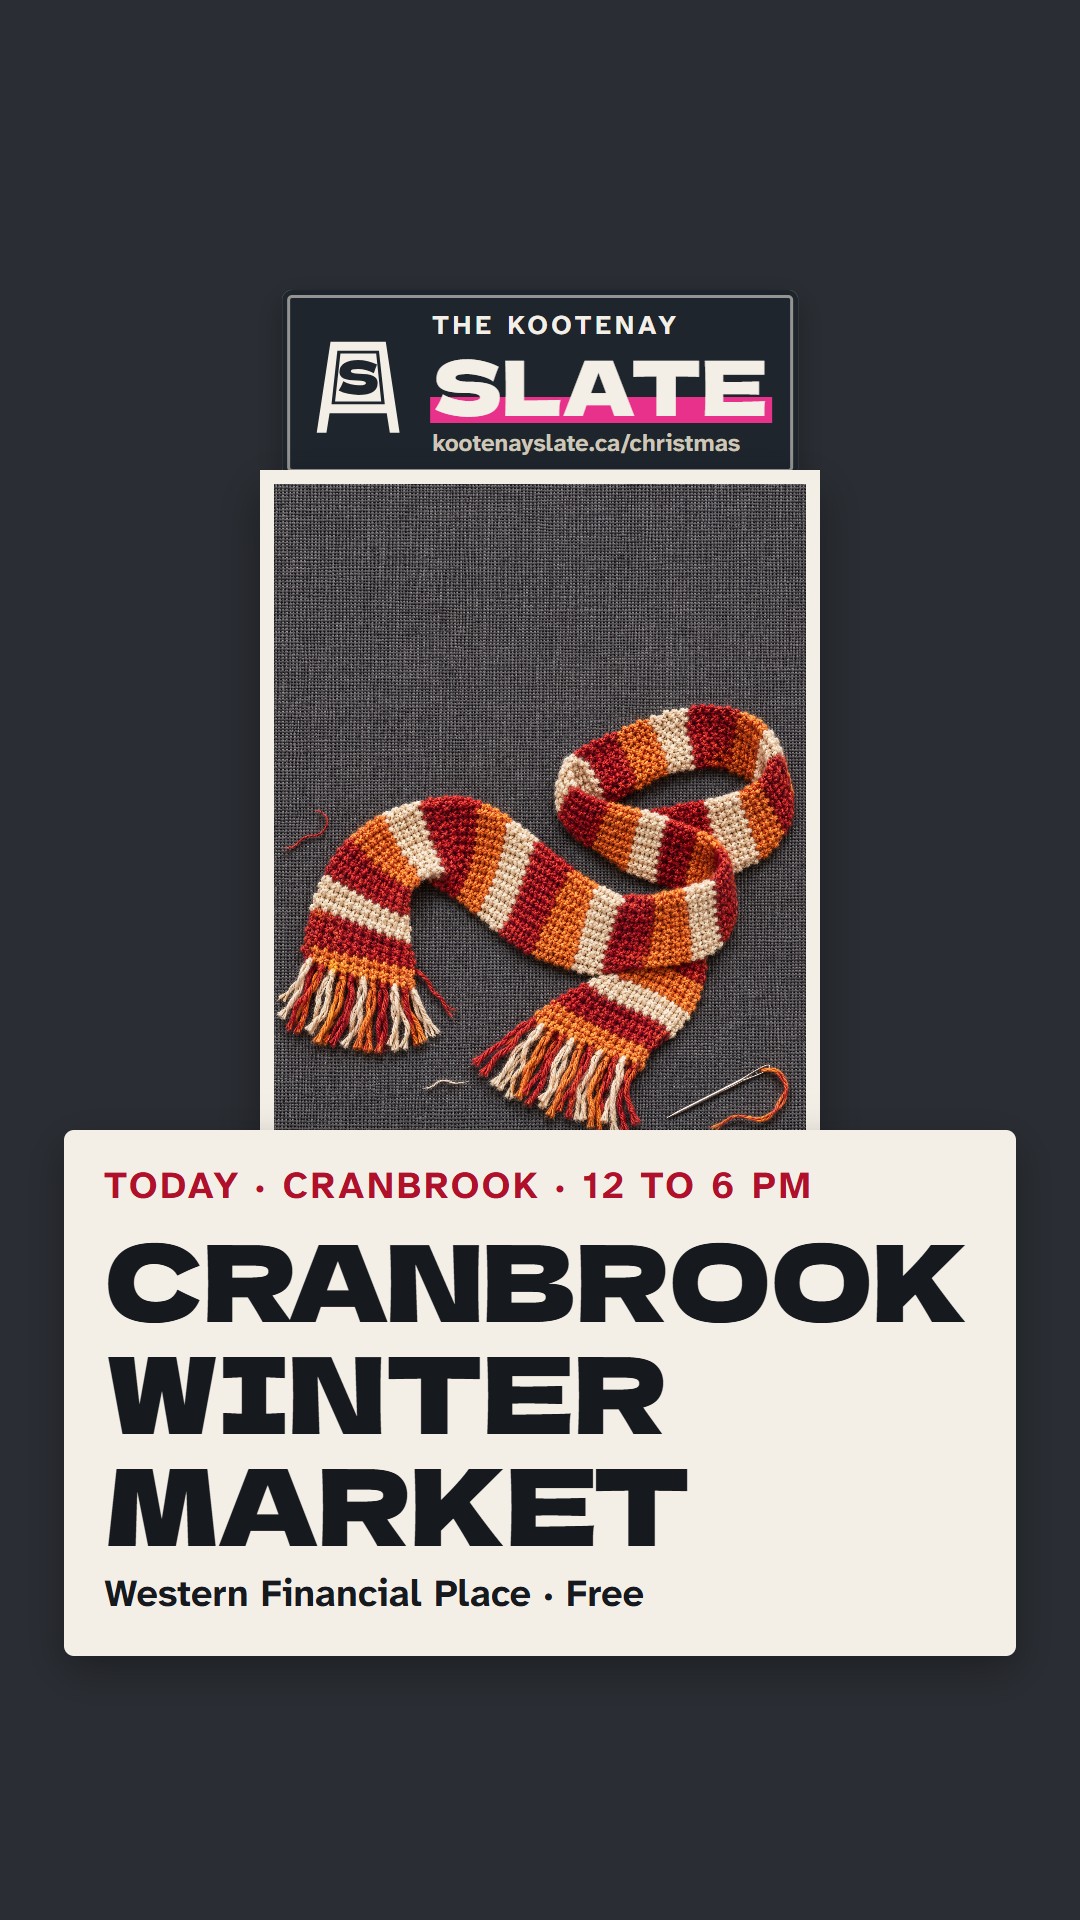 THE KOOTENAY
S
SLATE
kootenayslate.ca/christmas
TODAY · CRANBROOK · 12 TO 6 PM
CRANBROOK
WINTER
MARKET
Western Financial Place · Free